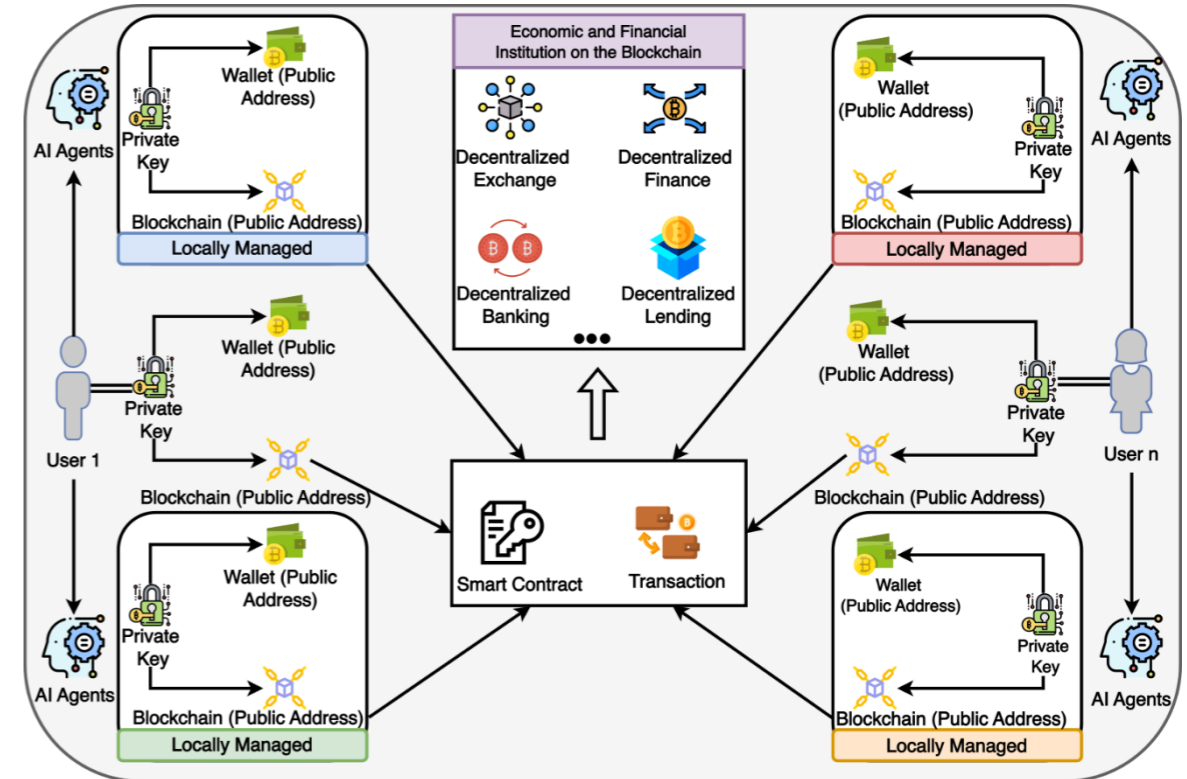 AI Agents
Wallet (Public
Address)
Private
Key
Blockchain (Public Address)
Locally Managed
Economic and Financial
Institution on the Blockchain
Decentralized
Exchange
Decentralized
Finance
Decentralized
Banking
Decentralized
Lending
Wallet
(Public Address)
Private
Key
Blockchain (Public Address)
Locally Managed
AI Agents
User 1
Private
Key
Wallet (Public
Address)
Blockchain (Public Address)
Wallet
(Public Address)
Private
Key
Blockchain (Public Address)
User n
Smart Contract
Transaction
AI Agents
Wallet (Public
Address)
Private
Key
Blockchain (Public Address)
Locally Managed
Wallet
(Public Address)
Private
Key
Blockchain (Public Address)
Locally Managed
AI Agents